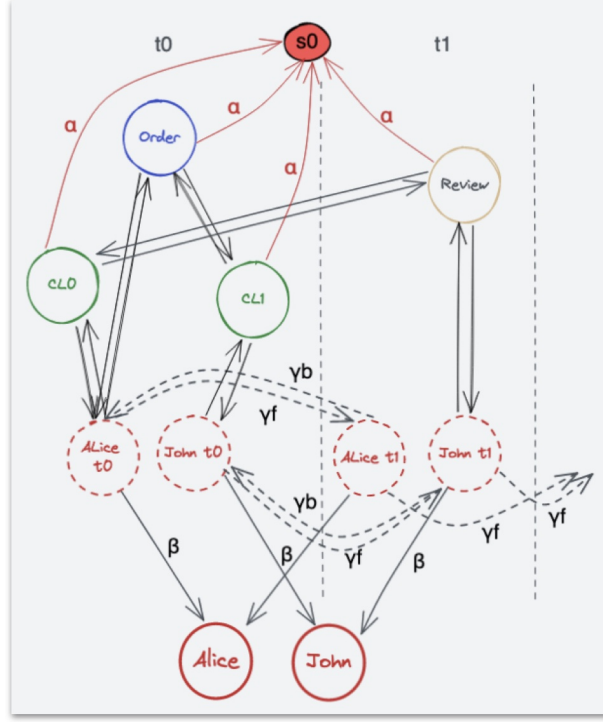 t0
s0
t1
α
α
α
α
Order
Review
CL0
CL1
γb
γf
Alice
t0
John t0
Alice t1
John t1
γb
γf
γf
γf
β
β
β
Alice
John